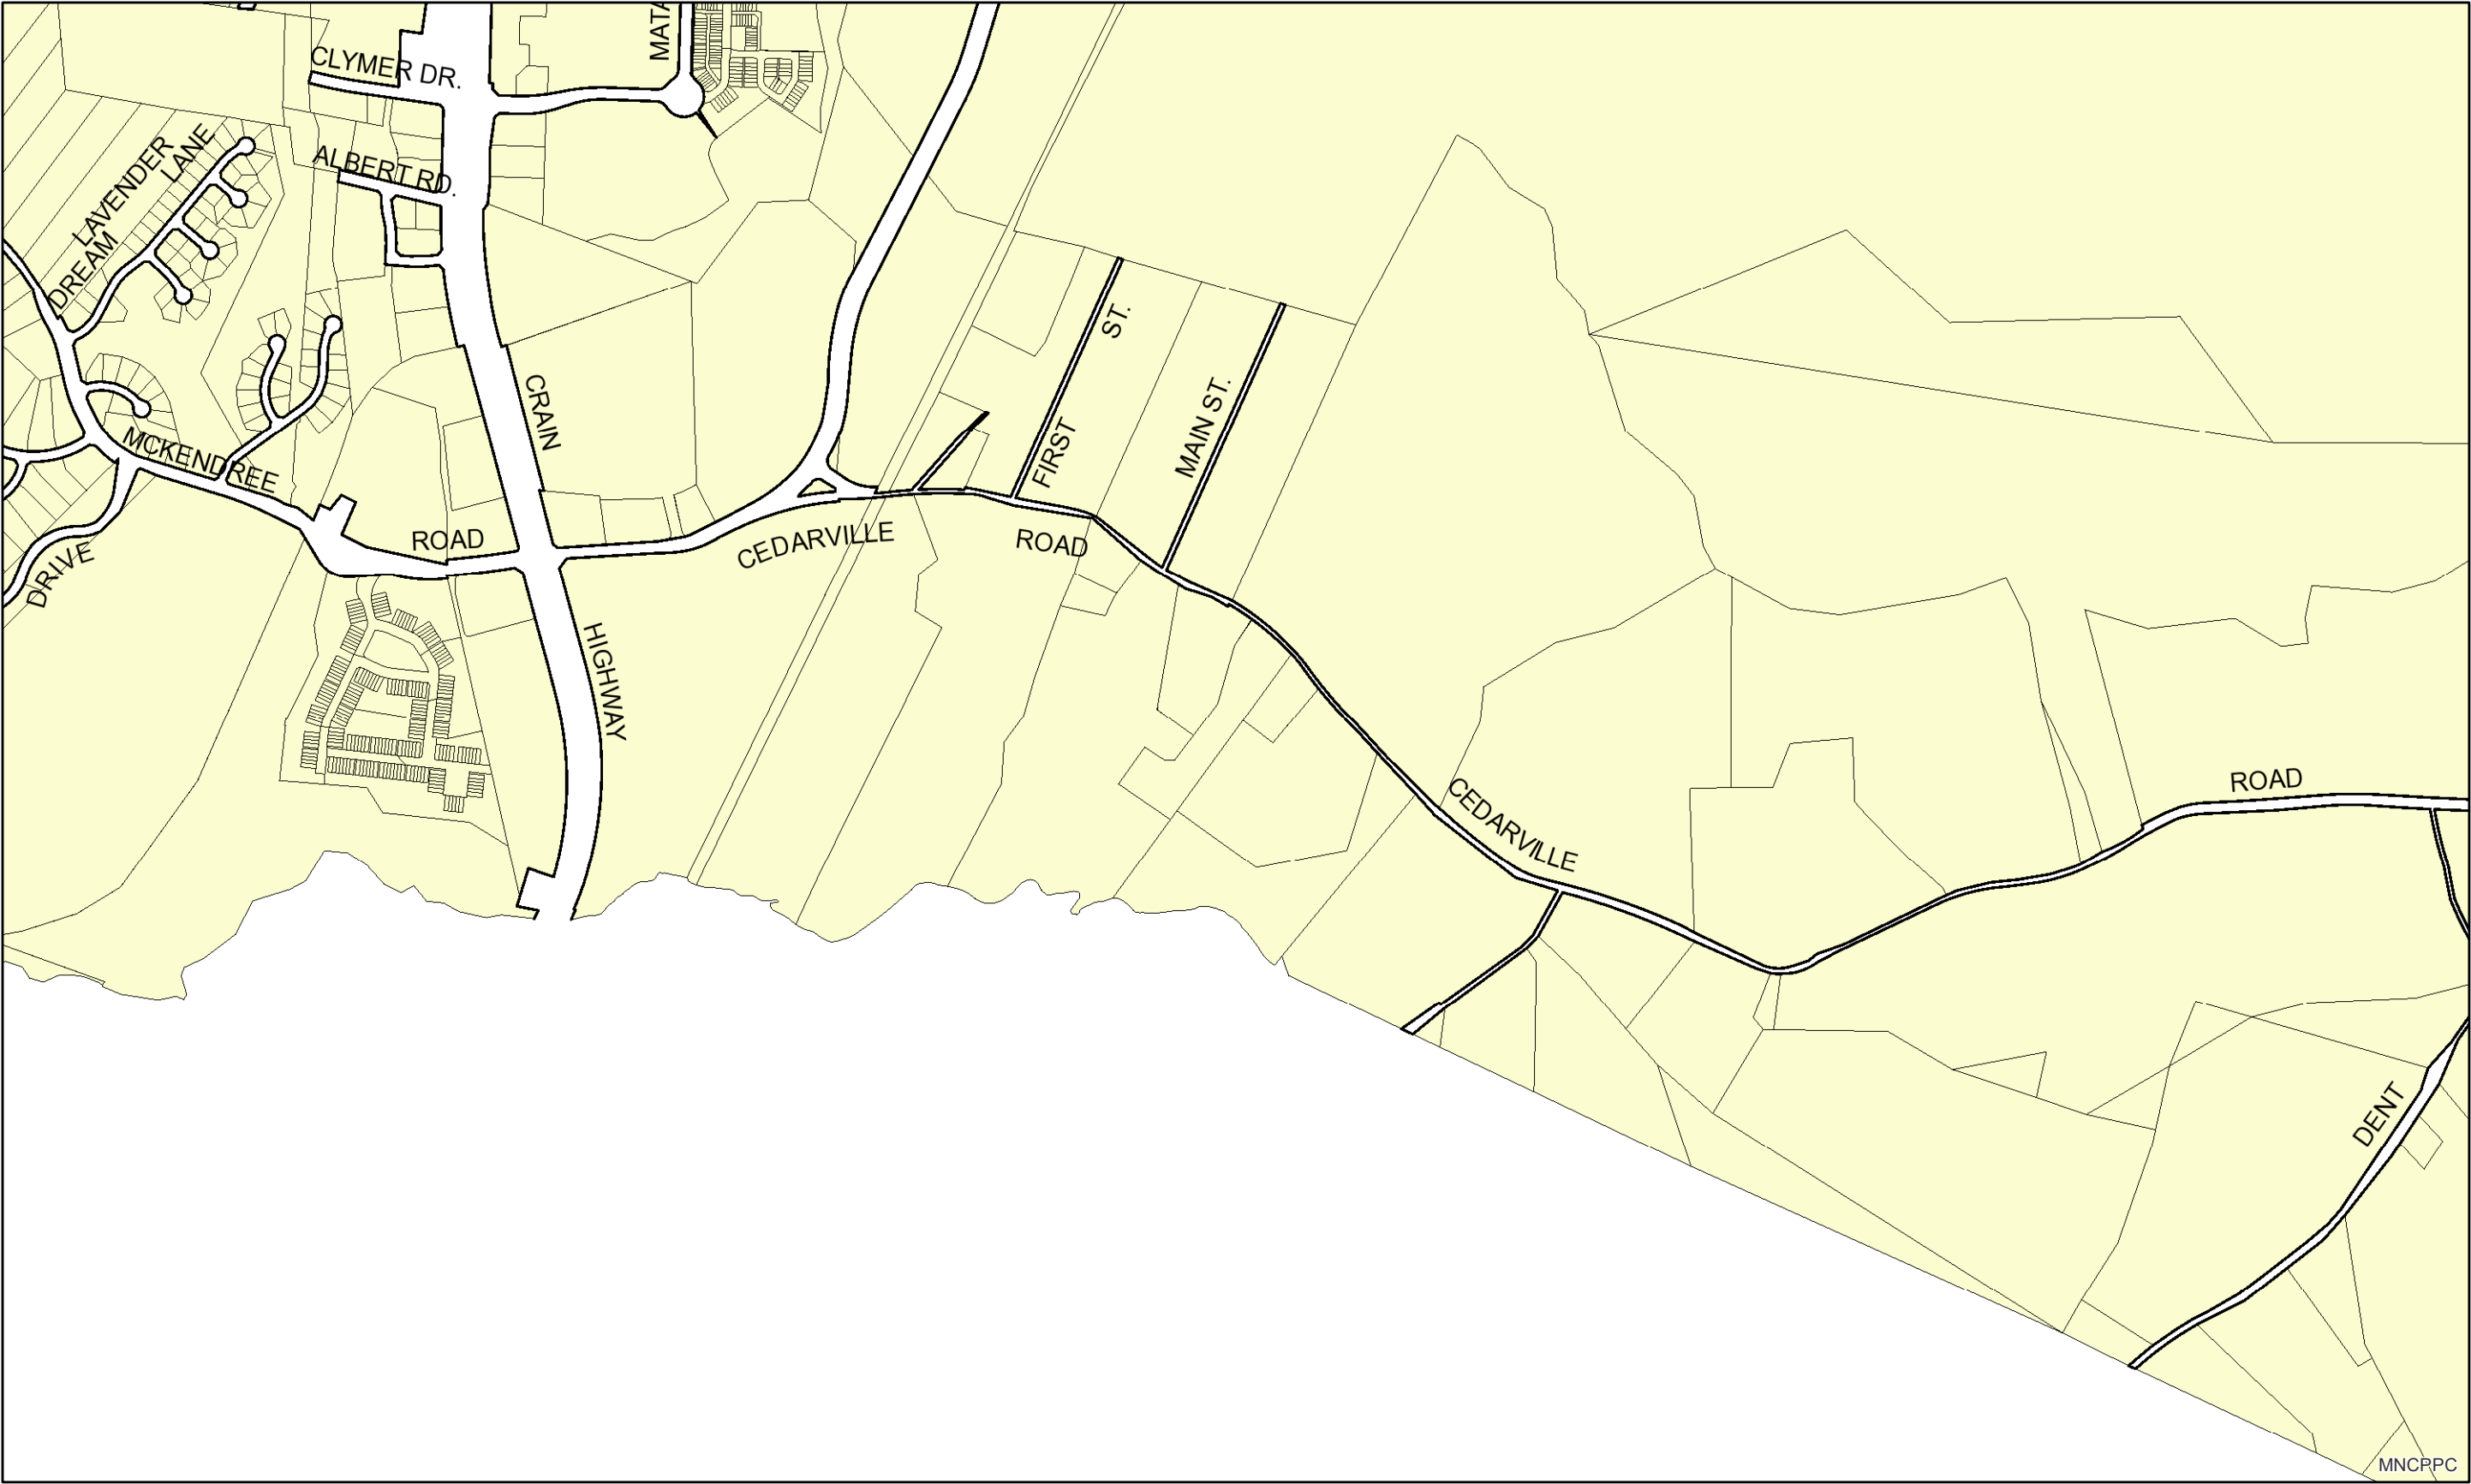 CLYMER DR.
MATA
LAVENDER
LANE
ALBERT RD.
DREAM
FIRST ST.
MAIN ST.
CRAIN
MCKENDREE
ROAD
CEDARVILLE
ROAD
DRIVE
HIGHWAY
CEDARVILLE
ROAD
DENT
MNCPPC